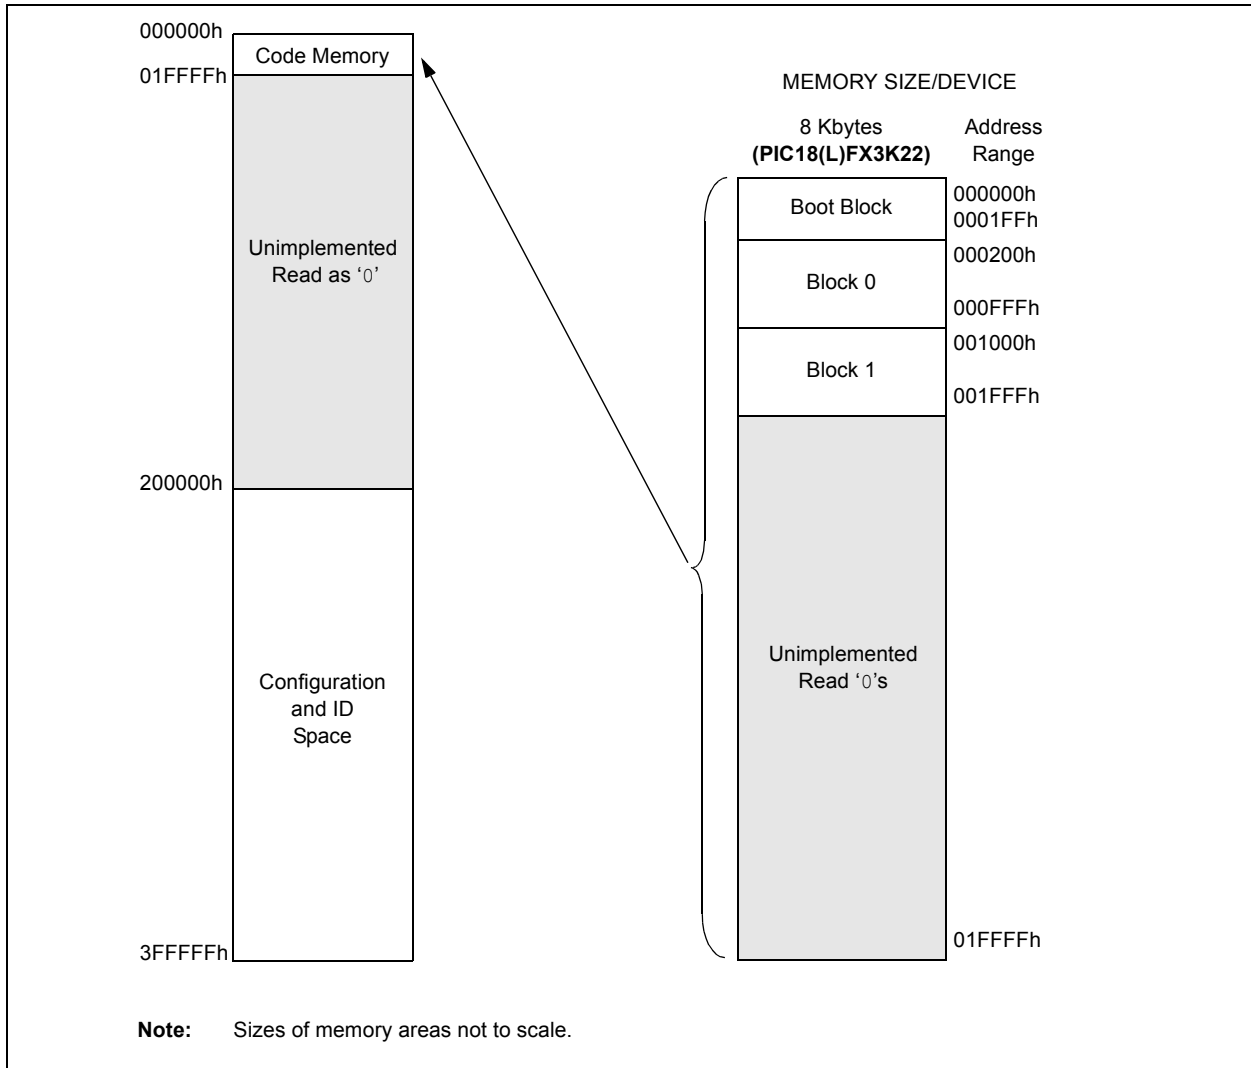 000000h
Code Memory
01FFFFh
Unimplemented
Read as ‘0’
200000h
Configuration
and ID
Space
3FFFFFh
MEMORY SIZE/DEVICE
8 Kbytes
(PIC18(L)FX3K22)
Address
Range
Boot Block
000000h
0001FFh
Block 0
000200h
000FFFh
Block 1
001000h
001FFFh
Unimplemented
Read ‘0’s
01FFFFh
Note: Sizes of memory areas not to scale.